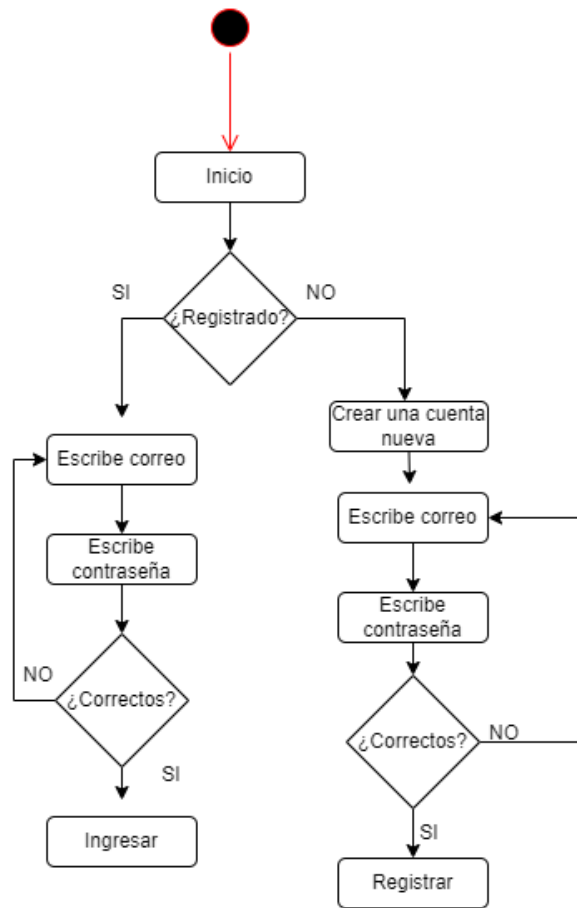 Inicio
SI
NO
¿Registrado?
Crear una cuenta
nueva
Escribe correo
Escribe correo
Escribe
contraseña
Escribe
contraseña
NO
¿Correctos?
¿Correctos?
NO
SI
SI
Ingresar
Registrar